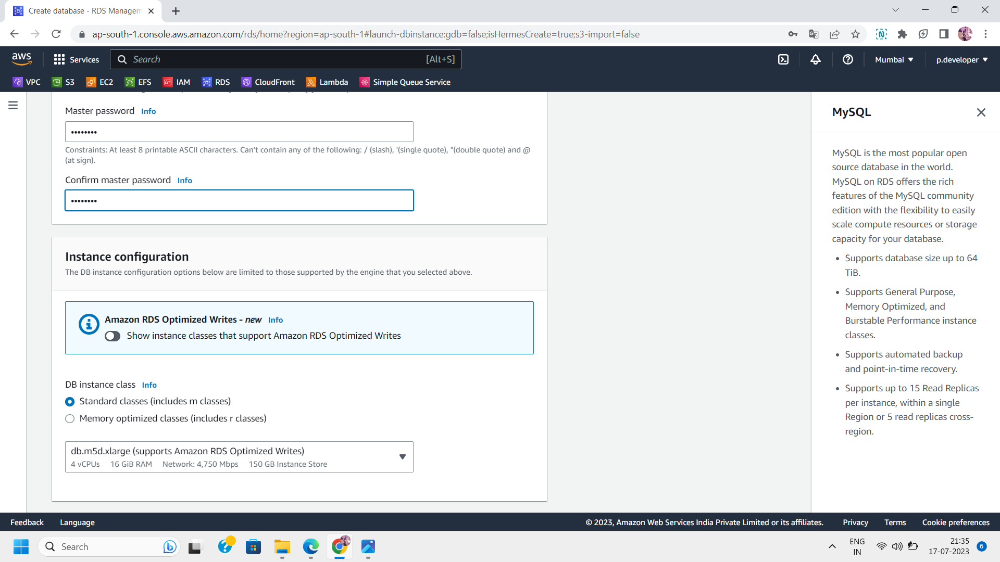 Create database - RDS Managem
ap-south-1.console.aws.amazon.com/rds/home?region=ap-south-1#launch-dbinstance:gdb=false;isHermesCreate=true;s3-import=false
aws
Services
Search
[Alt+S]
Mumbai
p.developer
VPC
S3
EC2
EFS
IAM
RDS
CloudFront
Lambda
Simple Queue Service
Master password Info
••••••••
Constraints: At least 8 printable ASCII characters. Can't contain any of the following: / (slash), '(single quote), "(double quote) and @
(at sign).
Confirm master password Info
••••••••
Instance configuration
The DB instance configuration options below are limited to those supported by the engine that you selected above.
Amazon RDS Optimized Writes - new Info
Show instance classes that support Amazon RDS Optimized Writes
DB instance class Info
Standard classes (includes m classes)
Memory optimized classes (includes r classes)
db.m5d.xlarge (supports Amazon RDS Optimized Writes)
4 vCPUs 16 GiB RAM Network: 4,750 Mbps 150 GB Instance Store
MySQL
MySQL is the most popular open
source database in the world.
MySQL on RDS offers the rich
features of the MySQL community
edition with the flexibility to easily
scale compute resources or storage
capacity for your database.
• Supports database size up to 64
TiB.
• Supports General Purpose,
Memory Optimized, and
Burstable Performance instance
classes.
• Supports automated backup
and point-in-time recovery.
• Supports up to 15 Read Replicas
per instance, within a single
Region or 5 read replicas cross-
region.
Feedback
Language
© 2023, Amazon Web Services India Private Limited or its affiliates.
Privacy
Terms
Cookie preferences
Search
ENG
IN
21:35
17-07-2023
6